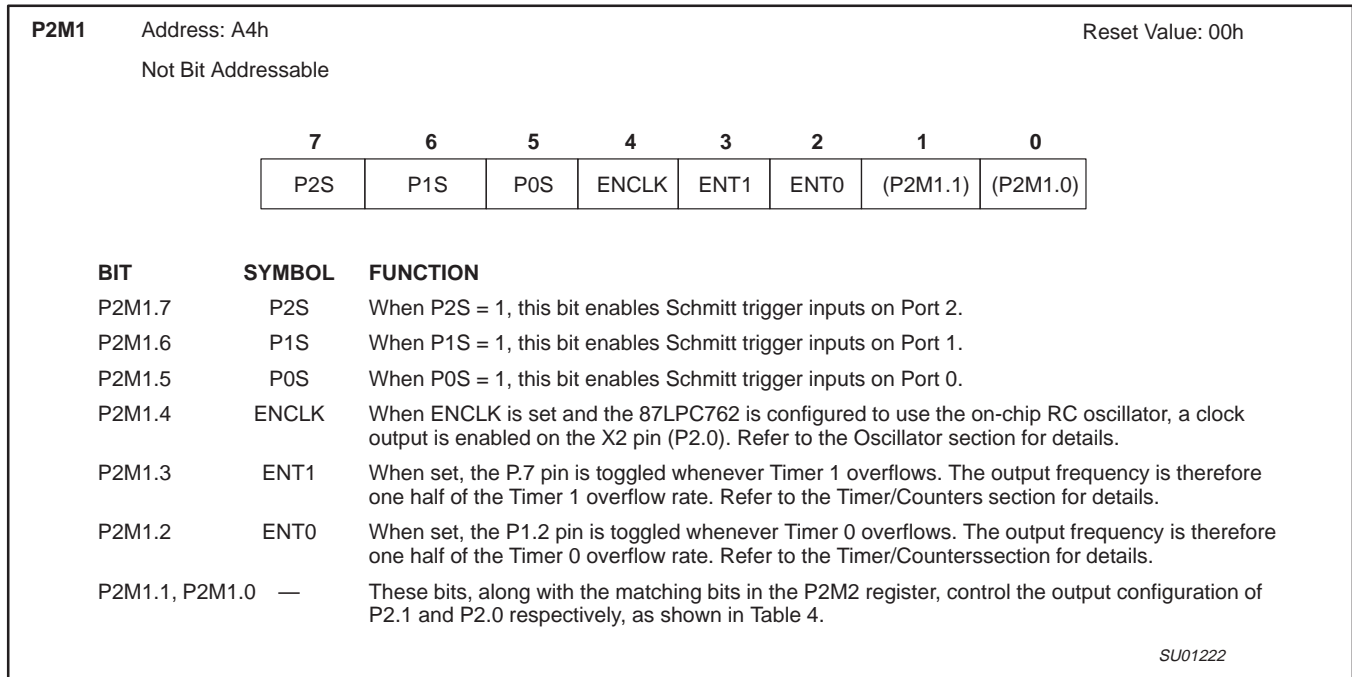 P2M1 Address: A4h Reset Value: 00h
Not Bit Addressable
7 6 5 4 3 2 1 0
P2S P1S P0S ENCLK ENT1 ENT0 (P2M1.1) (P2M1.0)
BIT SYMBOL FUNCTION
P2M1.7 P2S When P2S = 1, this bit enables Schmitt trigger inputs on Port 2.
P2M1.6 P1S When P1S = 1, this bit enables Schmitt trigger inputs on Port 1.
P2M1.5 P0S When P0S = 1, this bit enables Schmitt trigger inputs on Port 0.
P2M1.4 ENCLK When ENCLK is set and the 87LPC762 is configured to use the on-chip RC oscillator, a clock
output is enabled on the X2 pin (P2.0). Refer to the Oscillator section for details.
P2M1.3 ENT1 When set, the P.7 pin is toggled whenever Timer 1 overflows. The output frequency is therefore
one half of the Timer 1 overflow rate. Refer to the Timer/Counters section for details.
P2M1.2 ENT0 When set, the P1.2 pin is toggled whenever Timer 0 overflows. The output frequency is therefore
one half of the Timer 0 overflow rate. Refer to the Timer/Counterssection for details.
P2M1.1, P2M1.0 — These bits, along with the matching bits in the P2M2 register, control the output configuration of
P2.1 and P2.0 respectively, as shown in Table 4.
SU01222